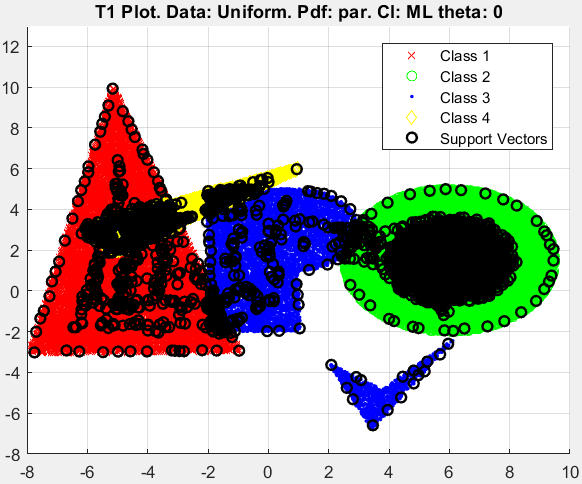 T1 Plot. Data: Uniform. Pdf: par. Cl: ML theta: 0
Class 1
Class 2
Class 3
Class 4
Support Vectors
12
10
8
6
4
2
0
-2
-4
-6
-8
-8 -6 -4 -2 0 2 4 6 8 10